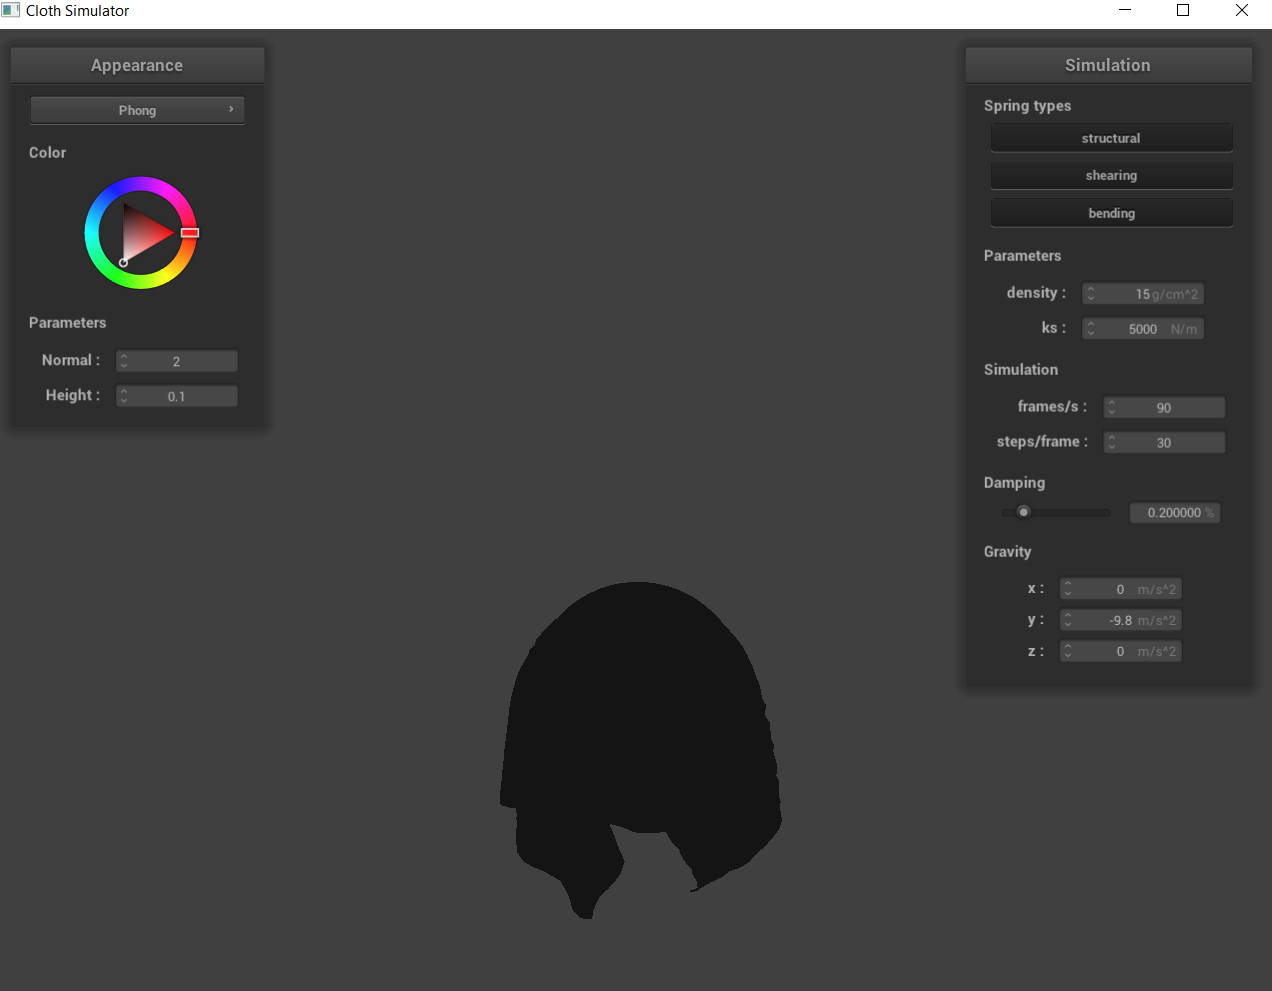 Cloth Simulator
Appearance
Phong
Color
Parameters
Normal : 2
Height : 0.1
Simulation
Spring types
structural
shearing
bending
Parameters
density : 15 g/cm^2
ks : 5000 N/m
Simulation
frames/s : 90
steps/frame : 30
Damping
0.200000 %
Gravity
x : 0 m/s^2
y : -9.8 m/s^2
z : 0 m/s^2